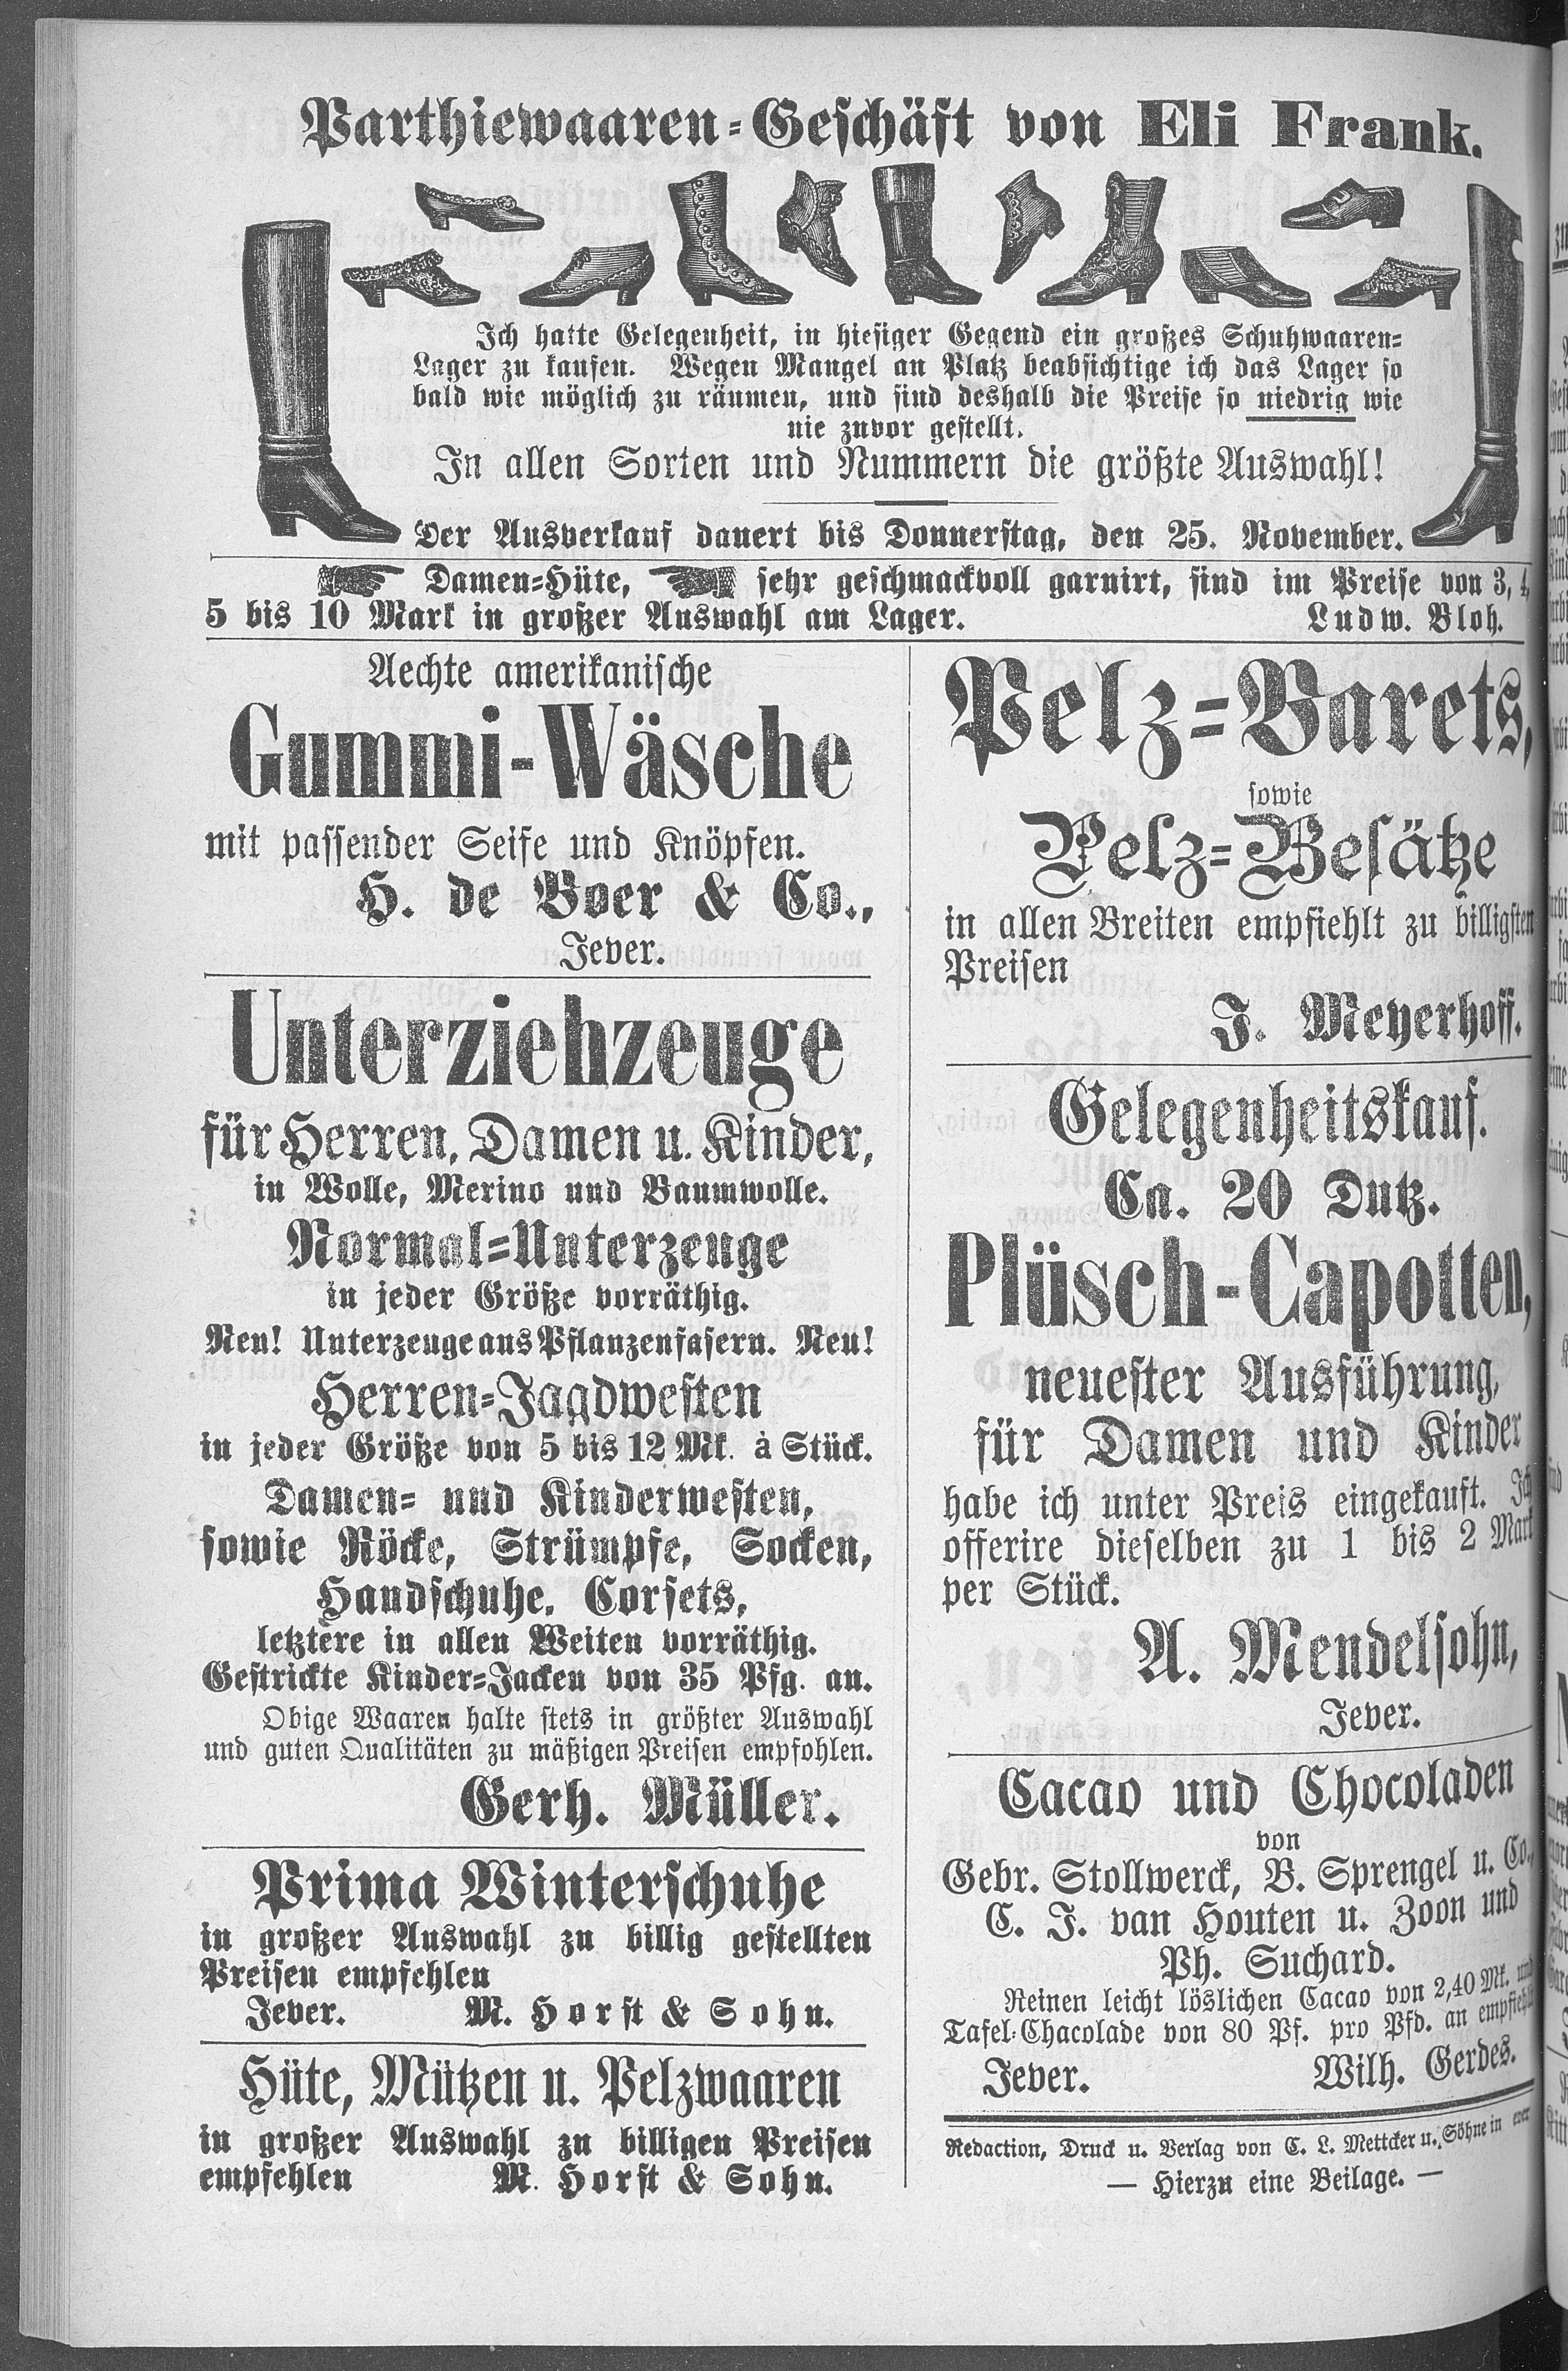 Parthiewaaren-Geschäft von Eli Frank.
Ich hatte Gelegenheit, in hiesiger Gegend ein großes Schuhwaaren-
Lager zu kaufen. Wegen Mangel an Platz beabsichtige ich das Lager so
bald wie möglich zu räumen, und sind deshalb die Preise so niedrig wie
nie zuvor gestellt.
In allen Sorten und Nummern die größte Auswahl!
Der Ausverkauf dauert bis Donnerstag, den 25. November.
Damen-Hüte, sehr geschmackvoll garnirt, sind im Preise von 3, 4,
5 bis 10 Mark in großer Auswahl am Lager. Ludw. Bloh.
Aechte amerikanische
Gummi-Wäsche
mit passender Seife und Knöpfen.
H. de Boer & Co.,
Jever.
Unterziehzeuge
für Herren, Damen u. Kinder,
in Wolle, Merino und Baumwolle.
Normal-Unterzeuge
in jeder Größe vorräthig.
Neu! Unterzeuge aus Pflanzenfasern. Neu!
Herren-Jagdwesten
in jeder Größe von 5 bis 12 Mk. à Stück.
Damen- und Kinderwesten,
sowie Röcke, Strümpfe, Socken,
Handschuhe, Corsets,
letztere in allen Weiten vorräthig.
Gestrickte Kinder-Jacken von 35 Pfg. an.
Obige Waaren halte stets in größter Auswahl
und guten Qualitäten zu mäßigen Preisen empfohlen.
Gerh. Müller.
Prima Winterschuhe
in großer Auswahl zu billig gestellten
Preisen empfehlen
Jever. M. Horst & Sohn.
Hüte, Mützen u. Pelzwaaren
in großer Auswahl zu billigen Preisen
empfehlen M. Horst & Sohn.
Pelz-Barets,
sowie
Pelz-Besätze
in allen Breiten empfiehlt zu billigsten
Preisen
J. Meyerhoff.
Gelegenheitskauf.
Ca. 20 Dutz.
Plüsch-Capotten,
neuester Ausführung,
für Damen und Kinder
habe ich unter Preis eingekauft. Ich
offerire dieselben zu 1 bis 2 Mark
per Stück.
A. Mendelsohn,
Jever.
Cacao und Chocoladen
von
Gebr. Stollwerck, B. Sprengel u. Co.,
C. J. van Houten u. Zoon und
Ph. Suchard.
Reinen leicht löslichen Cacao von 2,40 Mk. und
Tafel-Chacolade von 80 Pf. pro Pfd. an empfiehlt
Jever. Wilh. Gerdes.
Redaction, Druck u. Verlag von C. L. Mettcker u. Söhne in ever
— Hierzu eine Beilage. —